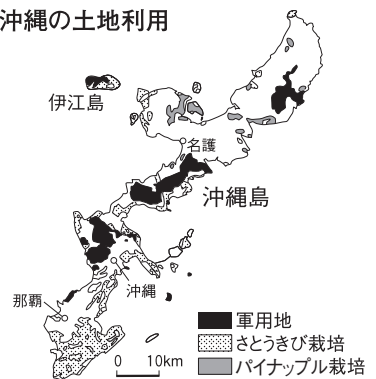 沖縄の土地利用
伊江島
名護
沖縄島
沖縄
那覇
軍用地
さとうきび栽培
パイナップル栽培
0 10km